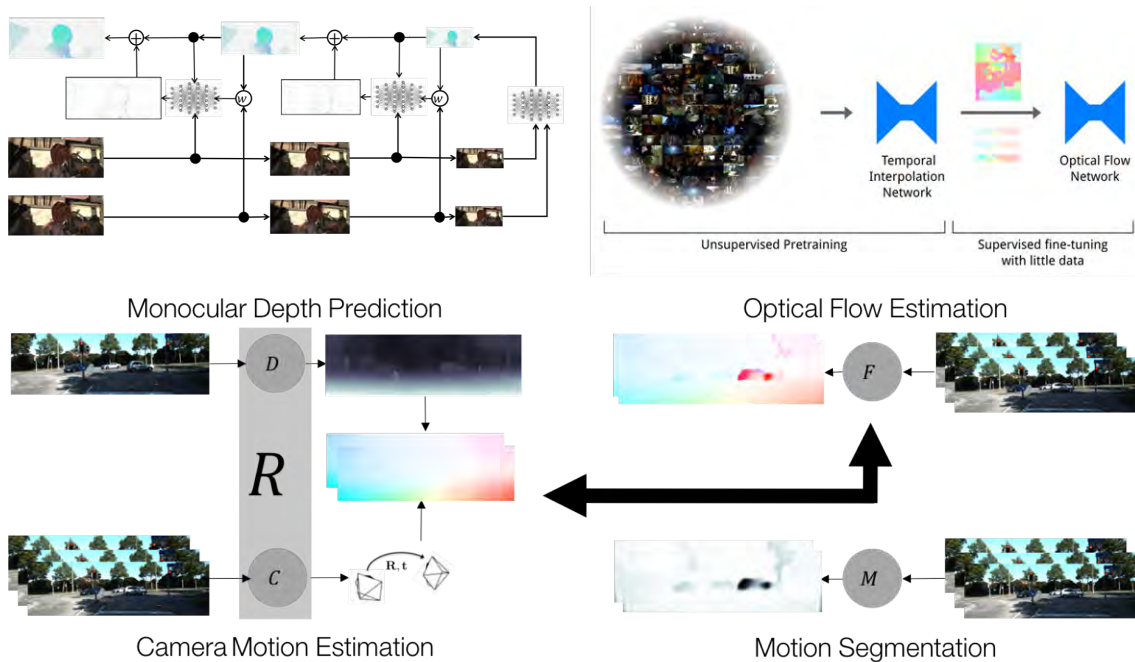 w
w
Temporal
Interpolation
Network
Optical Flow
Network
Unsupervised Pretraining
Supervised fine-tuning
with little data
Monocular Depth Prediction
Optical Flow Estimation
D
F
R
R, t
C
M
Camera Motion Estimation
Motion Segmentation